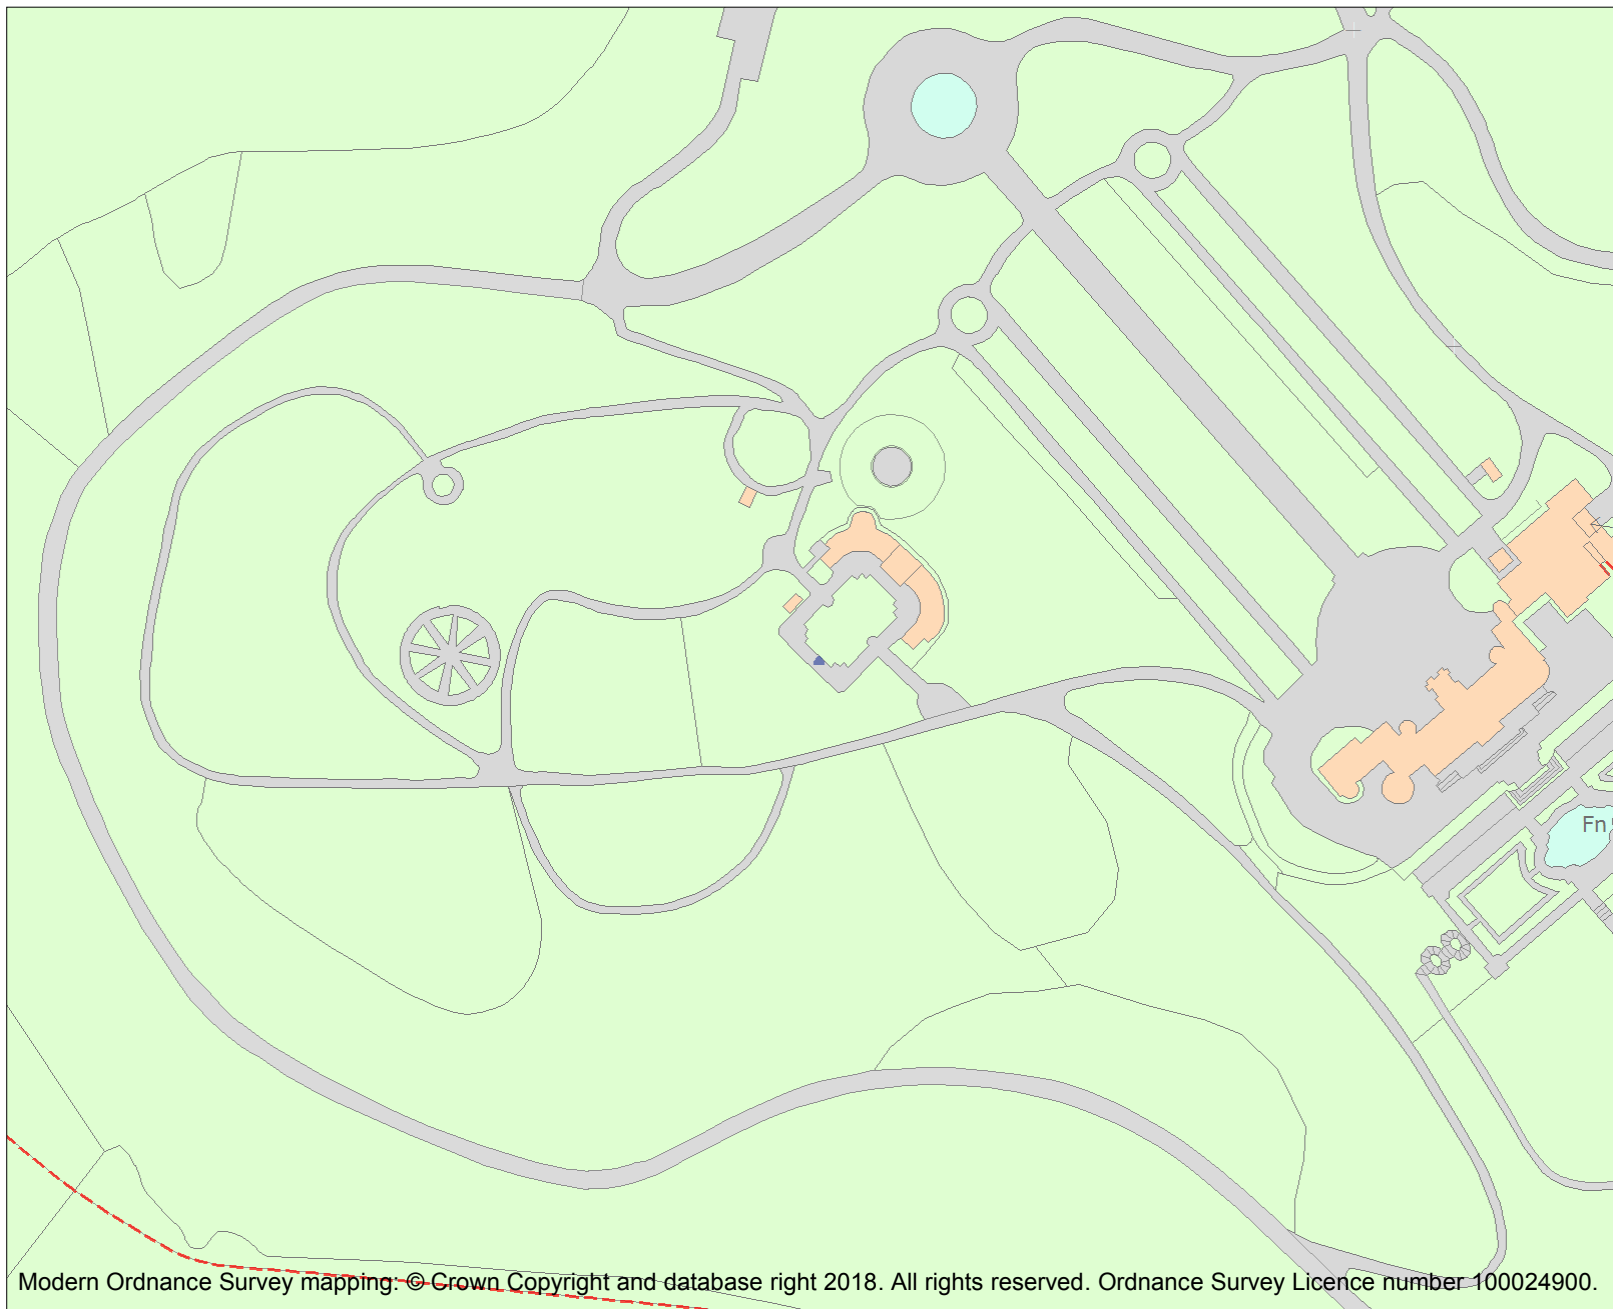 Fn
Modern Ordnance Survey mapping: © Crown Copyright and database right 2018. All rights reserved. Ordnance Survey Licence number 100024900.